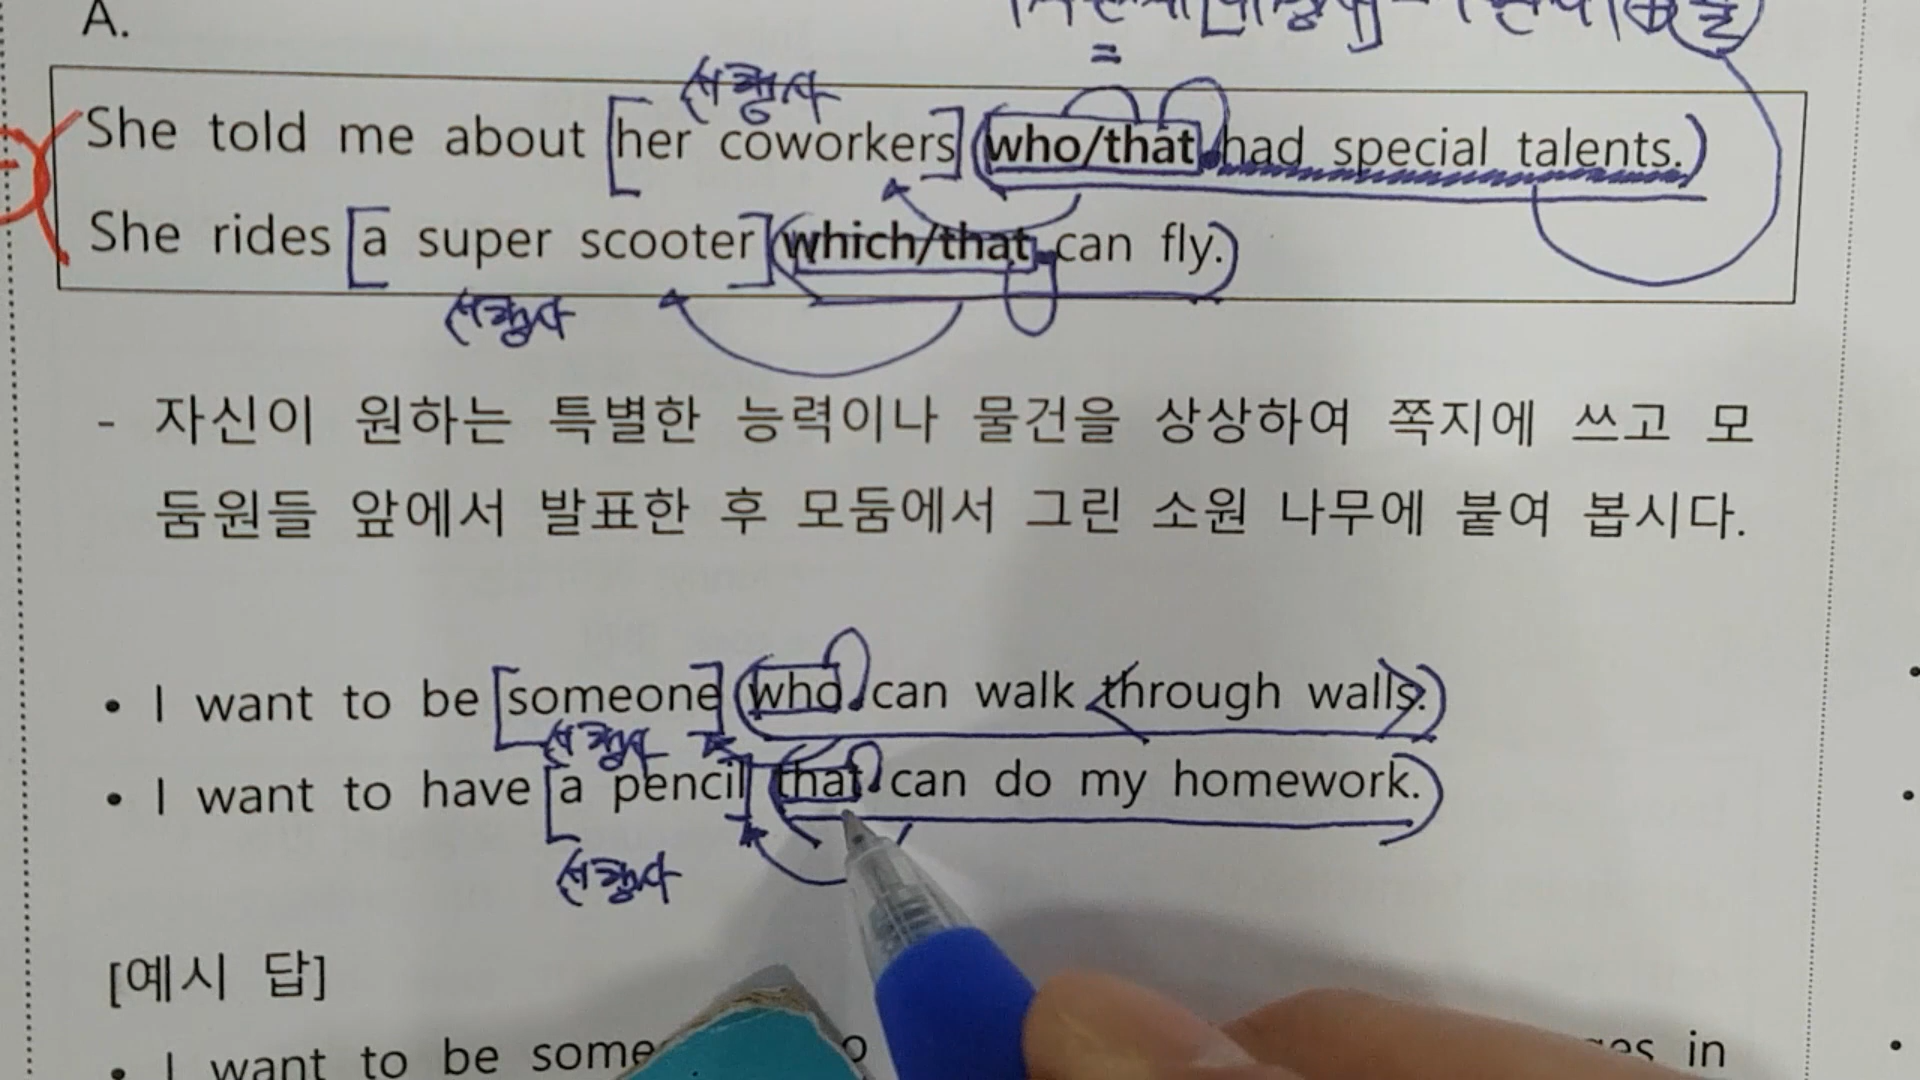 A.
선행사
She told me about [her coworkers] (who/that had special talents.)
She rides [a super scooter] (which/that can fly.)
선행사
- 자신이 원하는 특별한 능력이나 물건을 상상하여 쪽지에 쓰고 모
둠원들 앞에서 발표한 후 모둠에서 그린 소원 나무에 붙여 봅시다.
• I want to be [someone] (who can walk <through walls.>)
선행사
• I want to have [a pencil] (that can do my homework.)
선행사
[예시 답]
• I want to be in